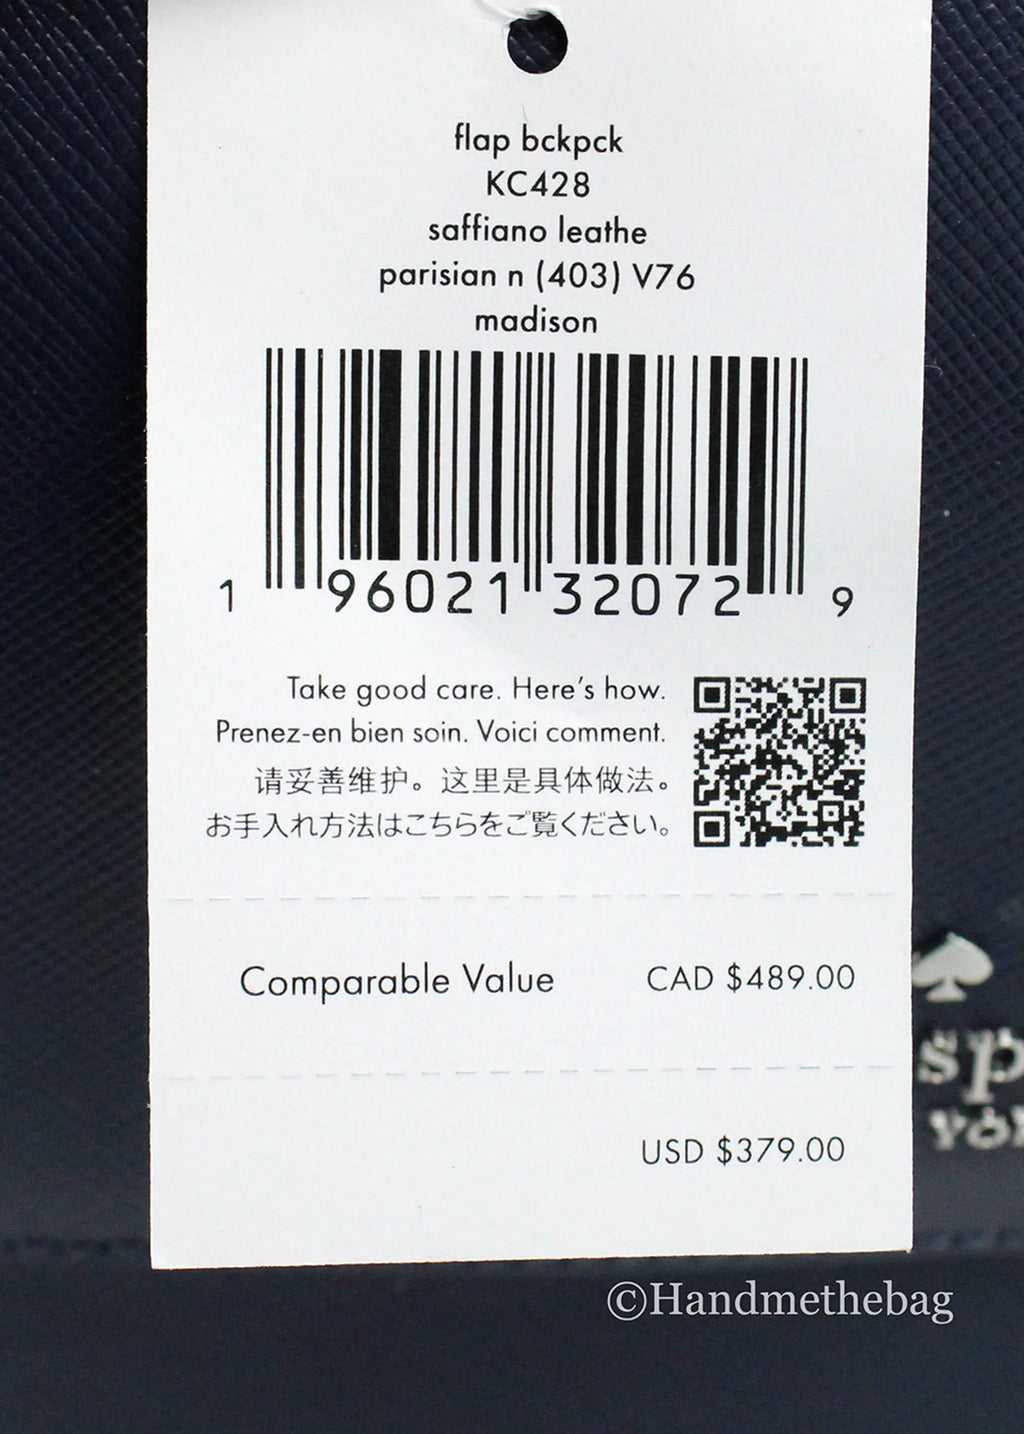 flap bckpck
KC428
saffiano leathe
parisian n (403) V76
madison
1 96021 32072 9
Take good care. Here's how.
Prenez-en bien soin. Voici comment.
请妥善维护。这里是具体做法。
お手入れ方法はこちらをご覧ください。
Comparable Value CAD $489.00
sp
YO
USD $379.00
©Handmethebag